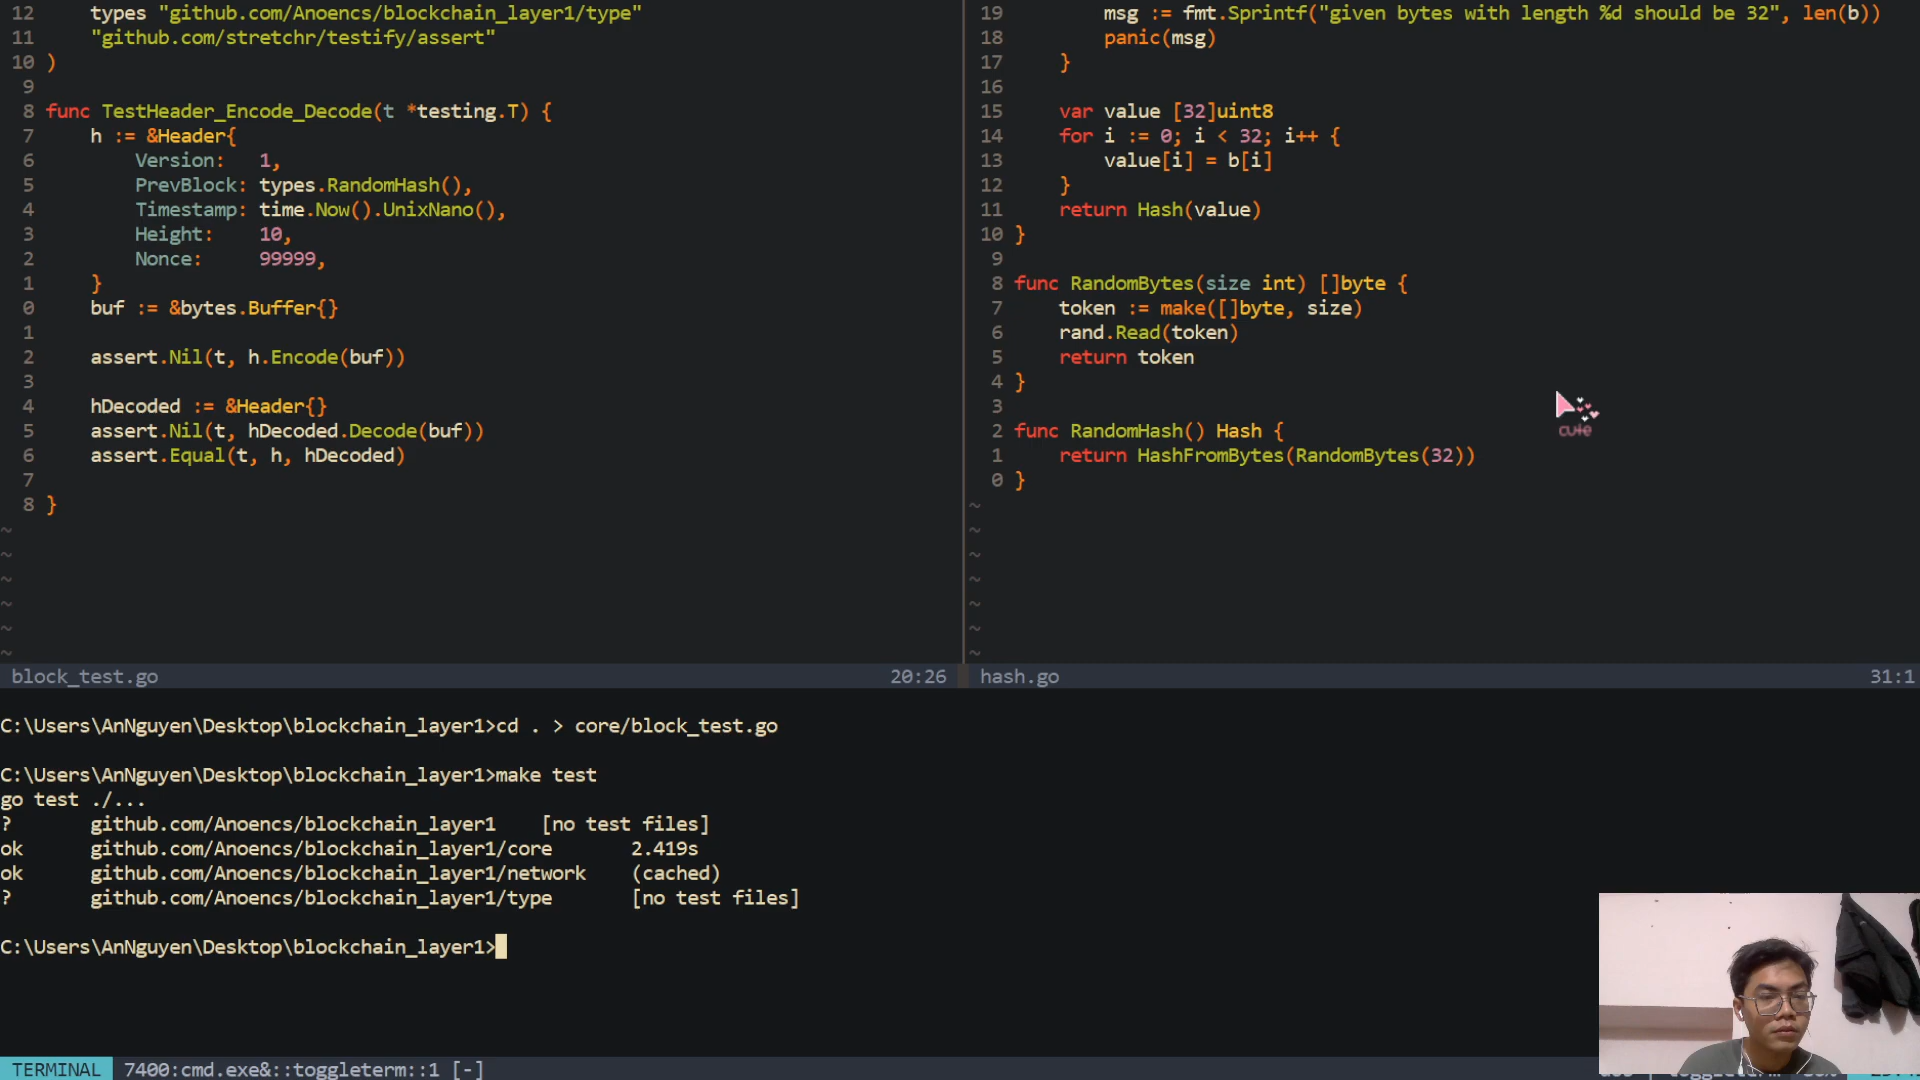 12 types "github.com/Anoencs/blockchain_layer1/type"
11 "github.com/stretchr/testify/assert"
10 )
9
8 func TestHeader_Encode_Decode(t *testing.T) {
7 h := &Header{
6 Version: 1,
5 PrevBlock: types.RandomHash(),
4 Timestamp: time.Now().UnixNano(),
3 Height: 10,
2 Nonce: 99999,
1 }
0 buf := &bytes.Buffer{}
1
2 assert.Nil(t, h.Encode(buf))
3
4 hDecoded := &Header{}
5 assert.Nil(t, hDecoded.Decode(buf))
6 assert.Equal(t, h, hDecoded)
7
8 }
~
~
~
~
~
~
block_test.go 20:26
19 msg := fmt.Sprintf("given bytes with length %d should be 32", len(b))
18 panic(msg)
17 }
16
15 var value [32]uint8
14 for i := 0; i < 32; i++ {
13 value[i] = b[i]
12 }
11 return Hash(value)
10 }
9
8 func RandomBytes(size int) []byte {
7 token := make([]byte, size)
6 rand.Read(token)
5 return token
4 }
3
2 func RandomHash() Hash {
1 return HashFromBytes(RandomBytes(32))
0 }
~
~
~
~
~
~
~
hash.go 31:1
cute
C:\Users\AnNguyen\Desktop\blockchain_layer1>cd . > core/block_test.go
C:\Users\AnNguyen\Desktop\blockchain_layer1>make test
go test ./...
? github.com/Anoencs/blockchain_layer1 [no test files]
ok github.com/Anoencs/blockchain_layer1/core 2.419s
ok github.com/Anoencs/blockchain_layer1/network (cached)
? github.com/Anoencs/blockchain_layer1/type [no test files]
C:\Users\AnNguyen\Desktop\blockchain_layer1>
TERMINAL 7400:cmd.exe&::toggleterm::1 [-]